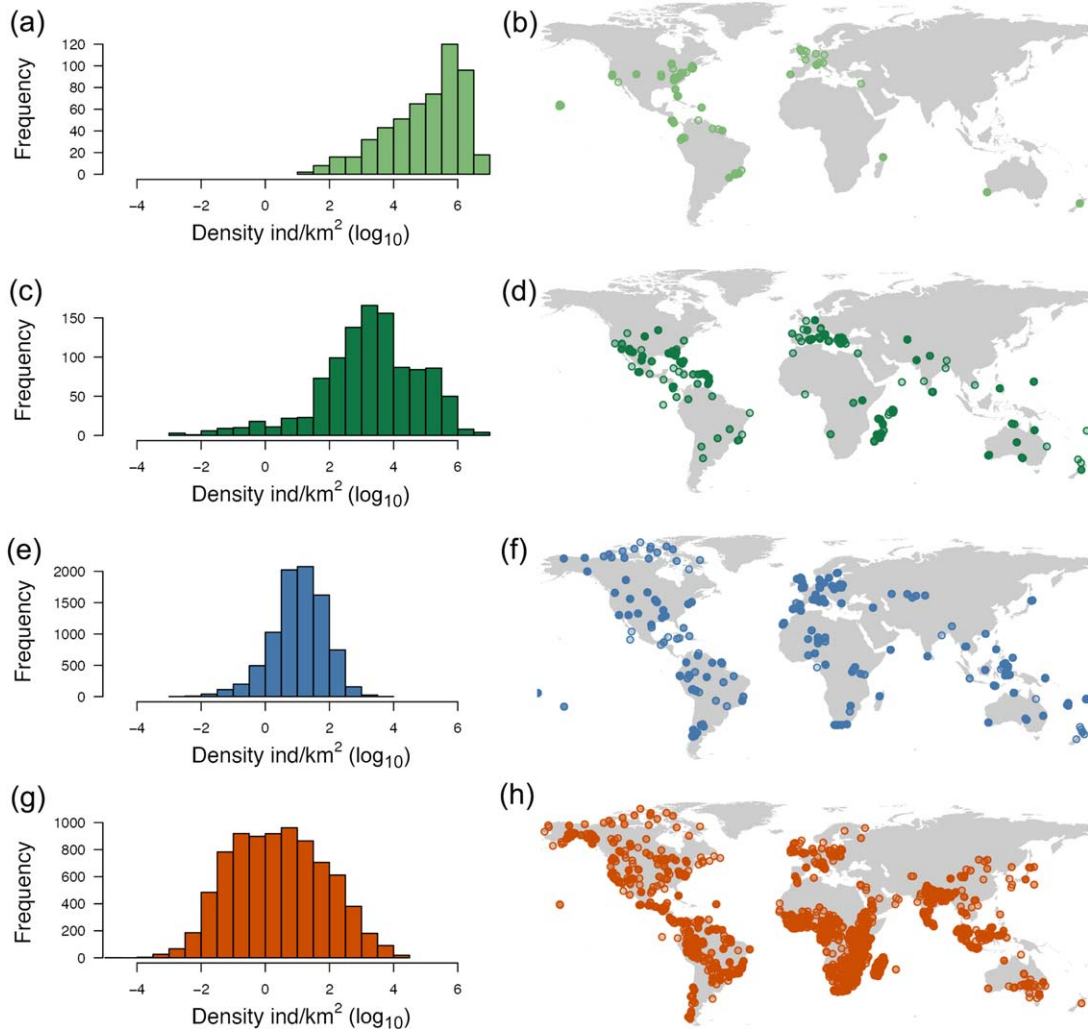 (a)
(b)
Frequency
120
100
80
60
40
20
0
−4 −2 0 2 4 6
Density ind/km² (log₁₀)
(c)
(d)
Frequency
150
100
50
0
−4 −2 0 2 4 6
Density ind/km² (log₁₀)
(e)
(f)
Frequency
2000
1500
1000
500
0
−4 −2 0 2 4 6
Density ind/km² (log₁₀)
(g)
(h)
Frequency
1000
800
600
400
200
0
−4 −2 0 2 4 6
Density ind/km² (log₁₀)